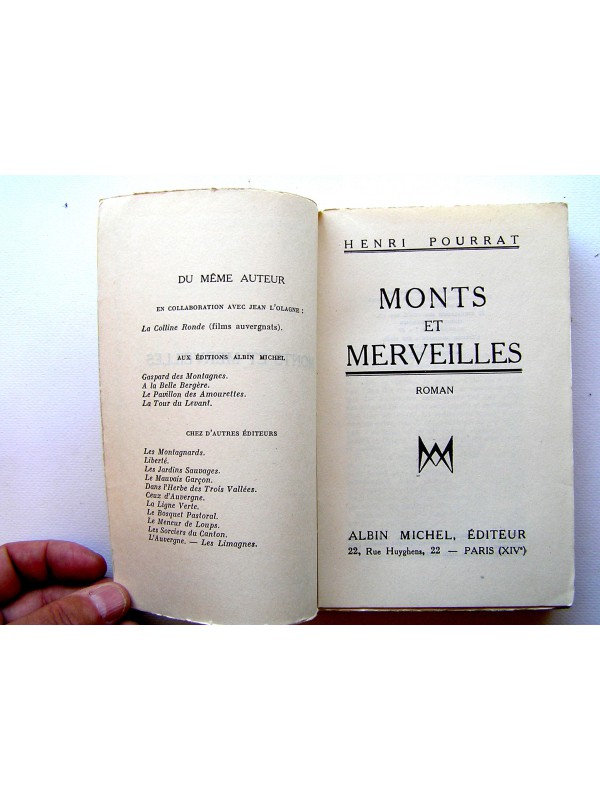 DU MÊME AUTEUR
EN COLLABORATION AVEC JEAN L'OLAGNE :
La Colline Ronde (films auvergnats).
AUX ÉDITIONS ALBIN MICHEL
Gaspard des Montagnes.
A la Belle Bergère.
Le Pavillon des Amourettes.
La Tour du Levant.
CHEZ D'AUTRES ÉDITEURS
Les Montagnards.
Liberté.
Les Jardins Sauvages.
Le Mauvais Garçon.
Dans l'Herbe des Trois Vallées.
Ceux d'Auvergne.
La Ligne Verte.
Le Bosquet Pastoral.
Le Meneur de Loups.
Les Sorciers du Canton.
L'Auvergne. — Les Limagnes.
HENRI POURRAT
MONTS
ET
MERVEILLES
ROMAN
ALBIN MICHEL, ÉDITEUR
22, Rue Huyghens, 22 — PARIS (XIVe)